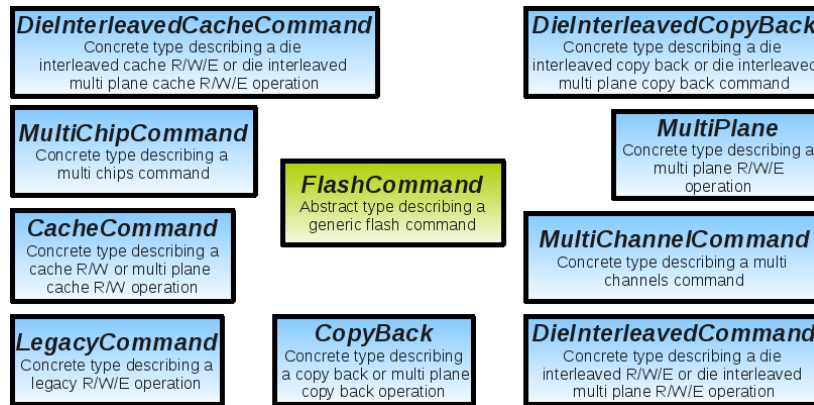 DieInterleavedCacheCommand
Concrete type describing a die
interleaved cache R/W/E or die interleaved
multi plane cache R/W/E operation
DieInterleavedCopyBack
Concrete type describing a die
interleaved copy back or die interleaved
multi plane copy back command
MultiChipCommand
Concrete type describing a
multi chips command
MultiPlane
Concrete type describing a
multi plane R/W/E
operation
FlashCommand
Abstract type describing a
generic flash command
CacheCommand
Concrete type describing a
cache R/W or multi plane
cache R/W operation
MultiChannelCommand
Concrete type describing a multi
channels command
LegacyCommand
Concrete type describing a
legacy R/W/E operation
CopyBack
Concrete type describing
a copy back or multi plane
copy back operation
DieInterleavedCommand
Concrete type describing a die
interleaved R/W/E or die interleaved
multi plane R/W/E operation